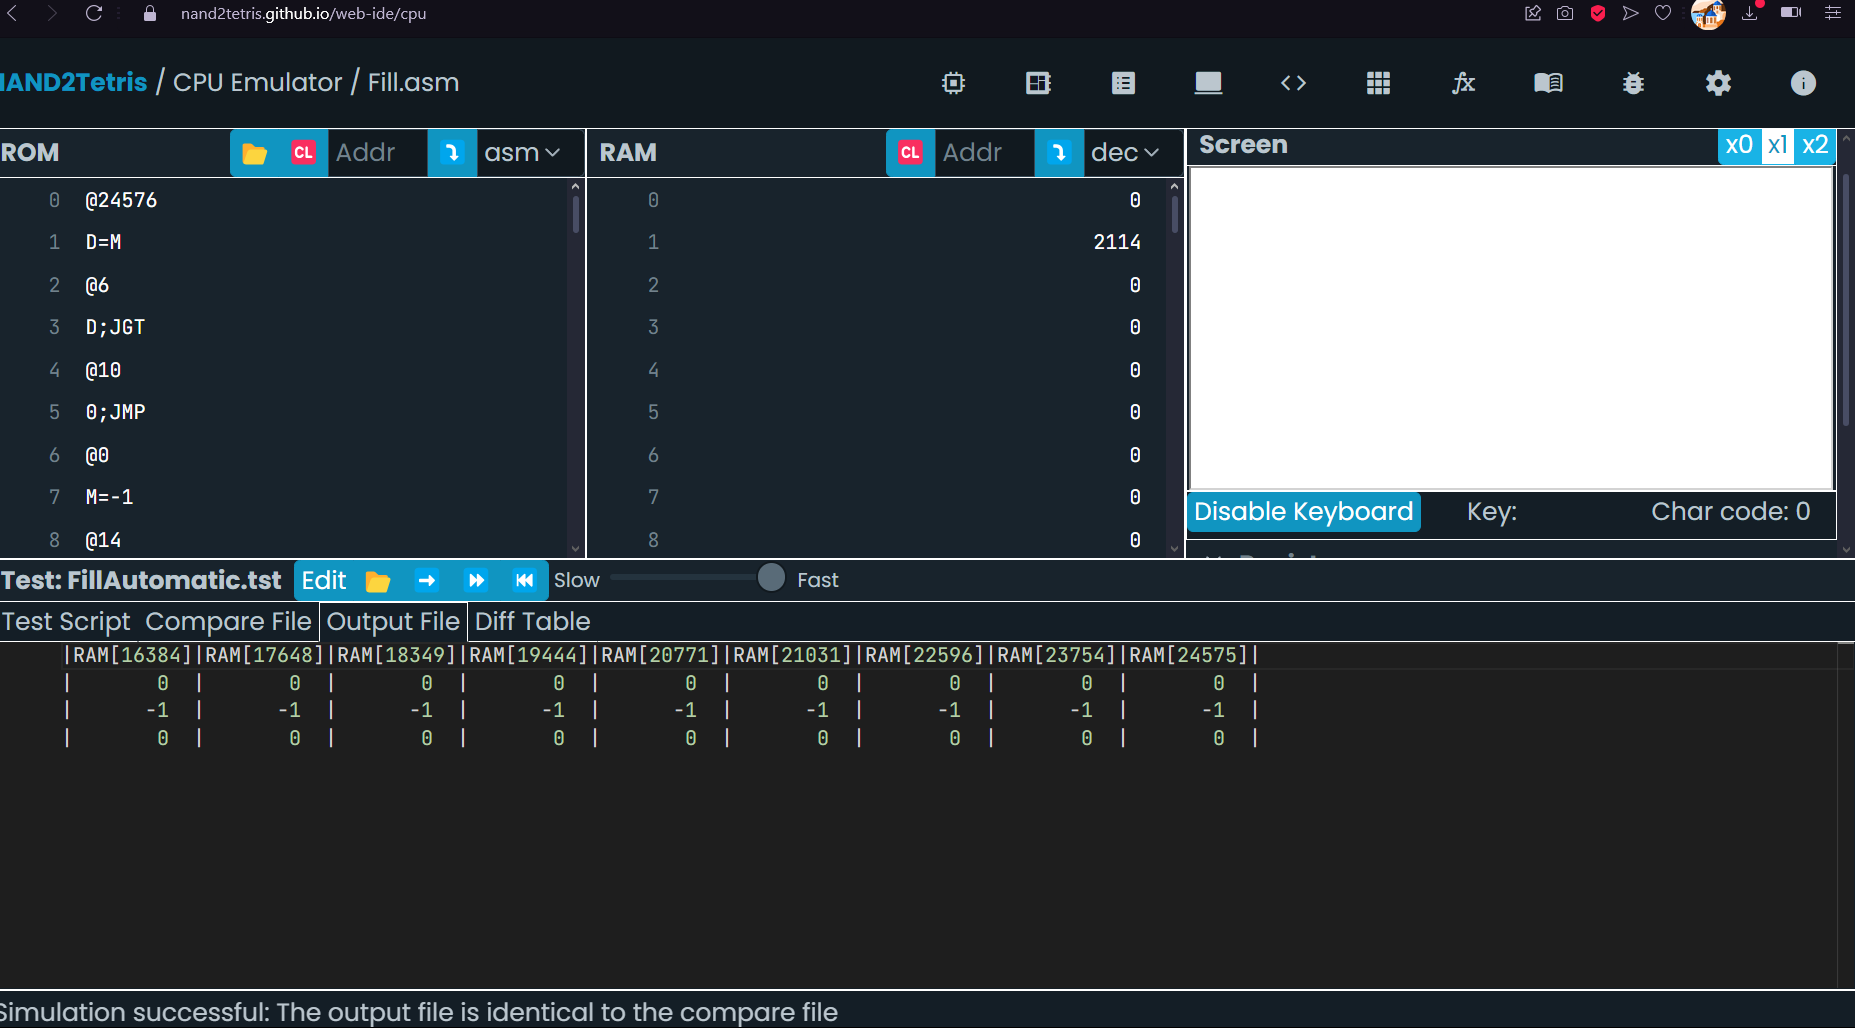 nand2tetris.github.io/web-ide/cpu
NAND2Tetris / CPU Emulator / Fill.asm
ROM CL Addr asm
0 @24576
1 D=M
2 @6
3 D;JGT
4 @10
5 0;JMP
6 @0
7 M=-1
8 @14
RAM CL Addr dec
0 0
1 2114
2 0
3 0
4 0
5 0
6 0
7 0
8 0
Screen x0 x1 x2
Disable Keyboard Key: Char code: 0
Test: FillAutomatic.tst Edit Slow Fast
Test Script Compare File Output File Diff Table
|RAM[16384]|RAM[17648]|RAM[18349]|RAM[19444]|RAM[20771]|RAM[21031]|RAM[22596]|RAM[23754]|RAM[24575]|
| 0 | 0 | 0 | 0 | 0 | 0 | 0 | 0 | 0 |
| -1 | -1 | -1 | -1 | -1 | -1 | -1 | -1 | -1 |
| 0 | 0 | 0 | 0 | 0 | 0 | 0 | 0 | 0 |
Simulation successful: The output file is identical to the compare file